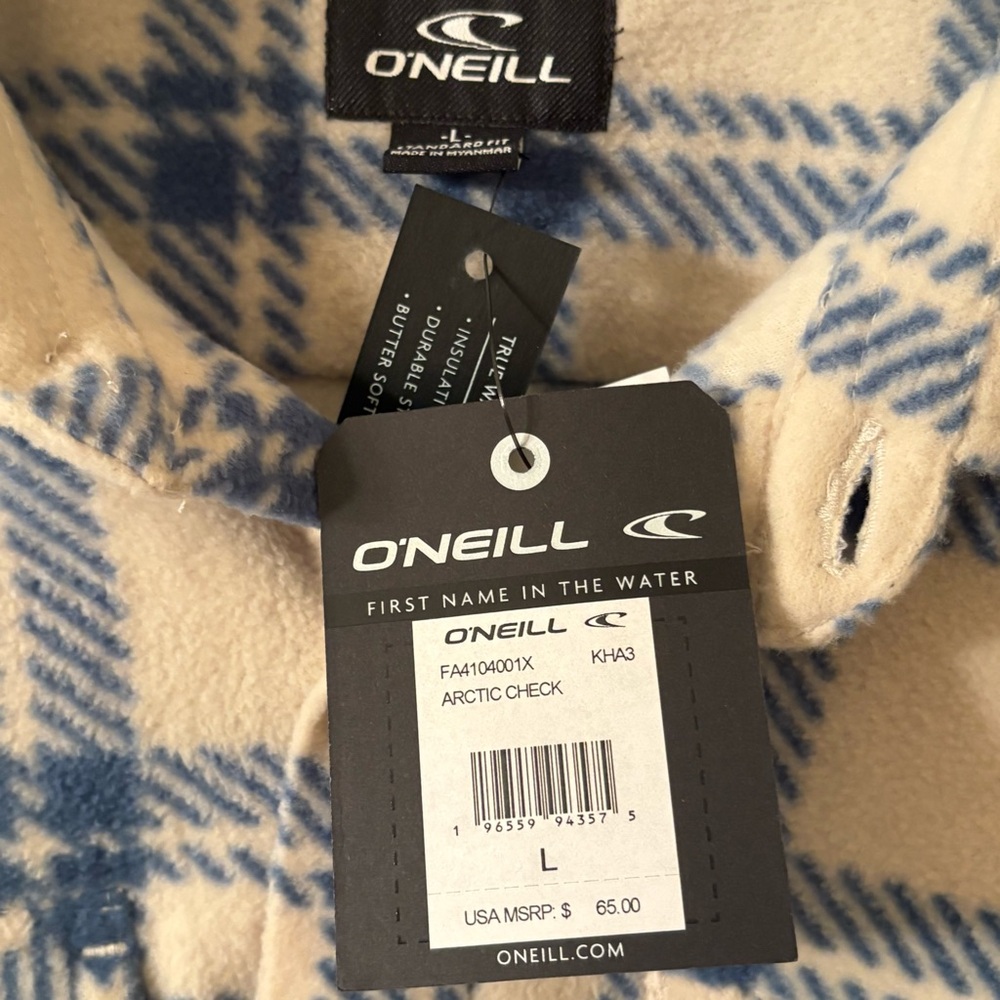 O'NEILL
-L-
STANDARD FIT
MADE IN MYANMAR
TRUE
DURABLE
• BUTTER SOFT
O'NEILL
FIRST NAME IN THE WATER
O'NEILL
FA4104001X KHA3
ARCTIC CHECK
1 96559 94357 5
L
USA MSRP: $ 65.00
ONEILL.COM